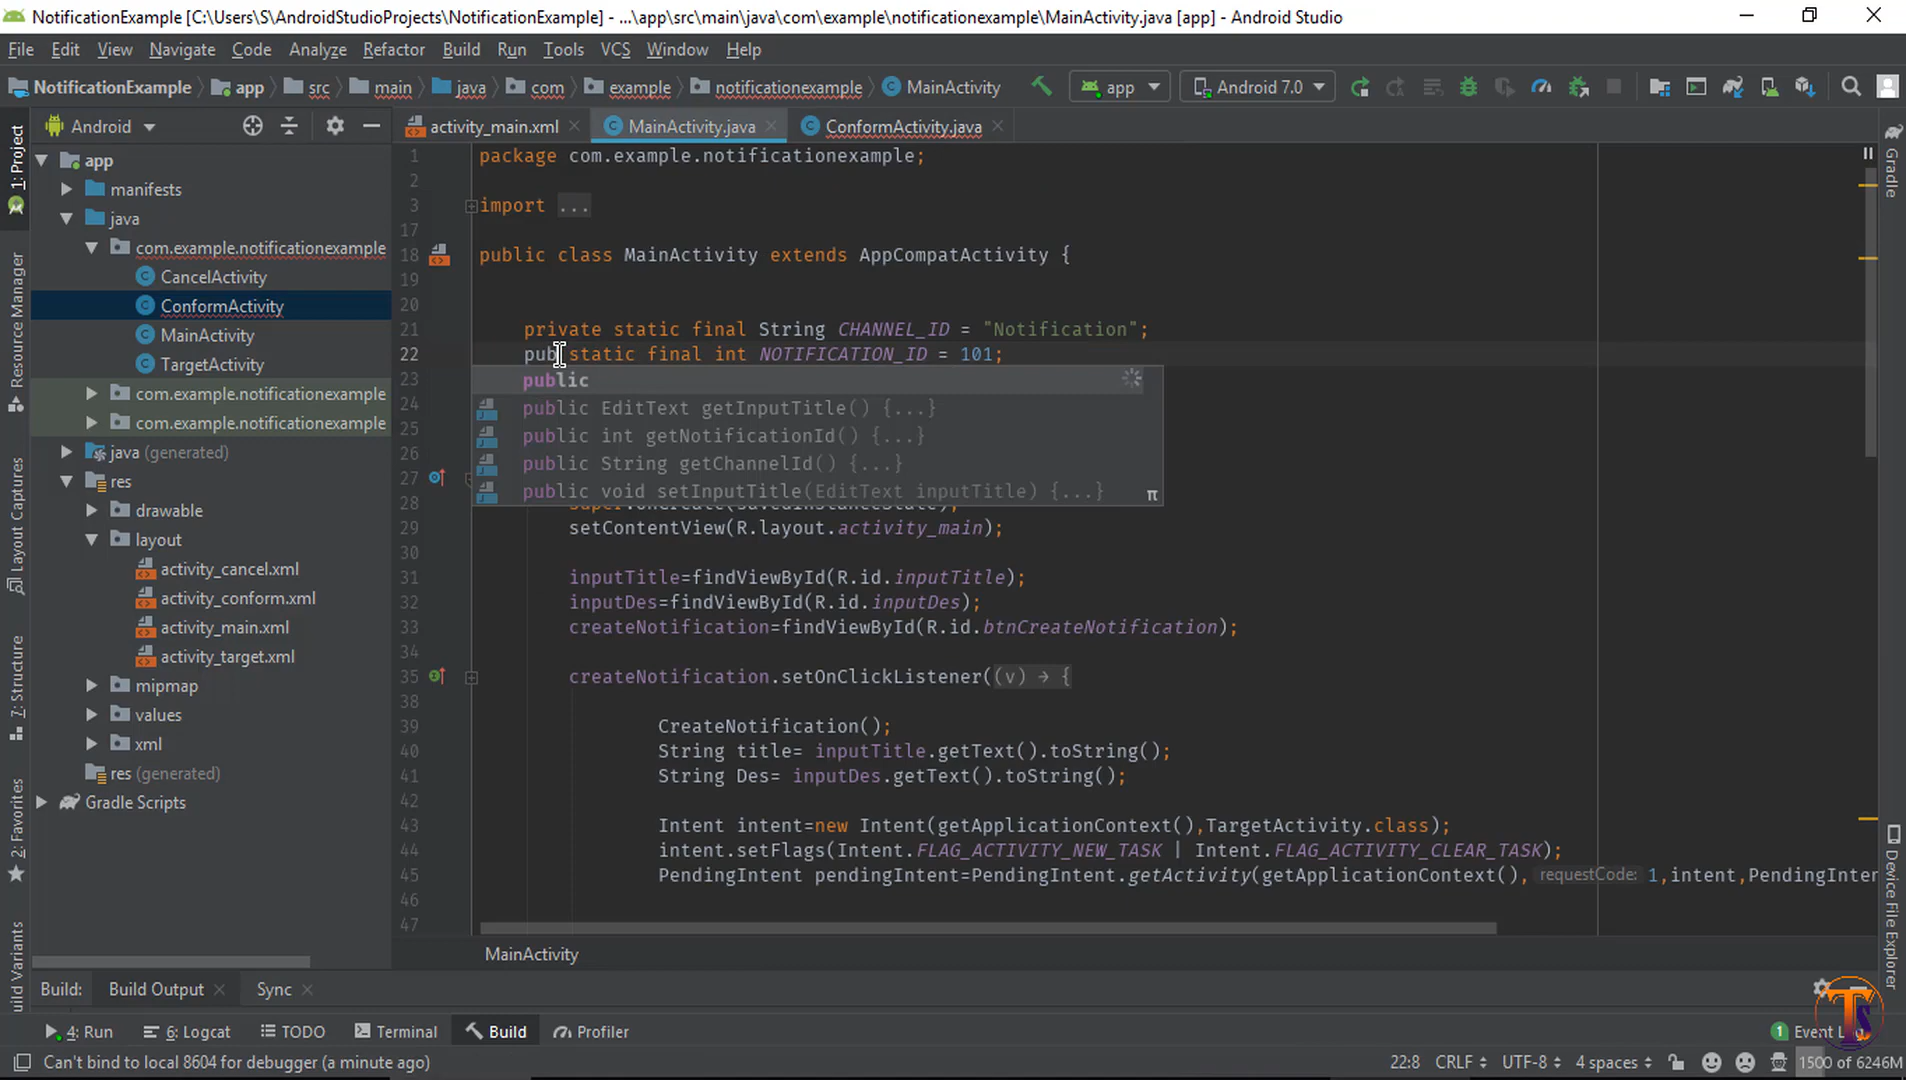 NotificationExample [C:\Users\S\AndroidStudioProjects\NotificationExample] - ...\app\src\main\java\com\example\notificationexample\MainActivity.java [app] - Android Studio
File Edit View Navigate Code Analyze Refactor Build Run Tools VCS Window Help
NotificationExample app src main java com example notificationexample MainActivity app Android 7.0
Android activity_main.xml MainActivity.java ConformActivity.java
1: Project
Resource Manager
Layout Captures
7: Structure
2: Favorites
uild Variants
app
manifests
java
com.example.notificationexample
CancelActivity
ConformActivity
MainActivity
TargetActivity
com.example.notificationexample
com.example.notificationexample
java (generated)
res
drawable
layout
activity_cancel.xml
activity_conform.xml
activity_main.xml
activity_target.xml
mipmap
values
xml
res (generated)
Gradle Scripts
1 package com.example.notificationexample;
2
3 import ...
17
18 public class MainActivity extends AppCompatActivity {
19
20
21 private static final String CHANNEL_ID = "Notification";
22 pub static final int NOTIFICATION_ID = 101;
23 public
24 public EditText getInputTitle() {...}
25 public int getNotificationId() {...}
26 public String getChannelId() {...}
27 public void setInputTitle(EditText inputTitle) {...} π
28 super.onCreate(savedInstanceState);
29 setContentView(R.layout.activity_main);
30
31 inputTitle=findViewById(R.id.inputTitle);
32 inputDes=findViewById(R.id.inputDes);
33 createNotification=findViewById(R.id.btnCreateNotification);
34
35 createNotification.setOnClickListener((v) → {
38
39 CreateNotification();
40 String title= inputTitle.getText().toString();
41 String Des= inputDes.getText().toString();
42
43 Intent intent=new Intent(getApplicationContext(),TargetActivity.class);
44 intent.setFlags(Intent.FLAG_ACTIVITY_NEW_TASK | Intent.FLAG_ACTIVITY_CLEAR_TASK);
45 PendingIntent pendingIntent=PendingIntent.getActivity(getApplicationContext(), requestCode: 1,intent,PendingInten
46
47
MainActivity
Gradle
Device File Explorer
Build: Build Output Sync
4: Run 6: Logcat TODO Terminal Build Profiler 1 Event Log
Can't bind to local 8604 for debugger (a minute ago) 22:8 CRLF UTF-8 4 spaces 1500 of 6246M
TS